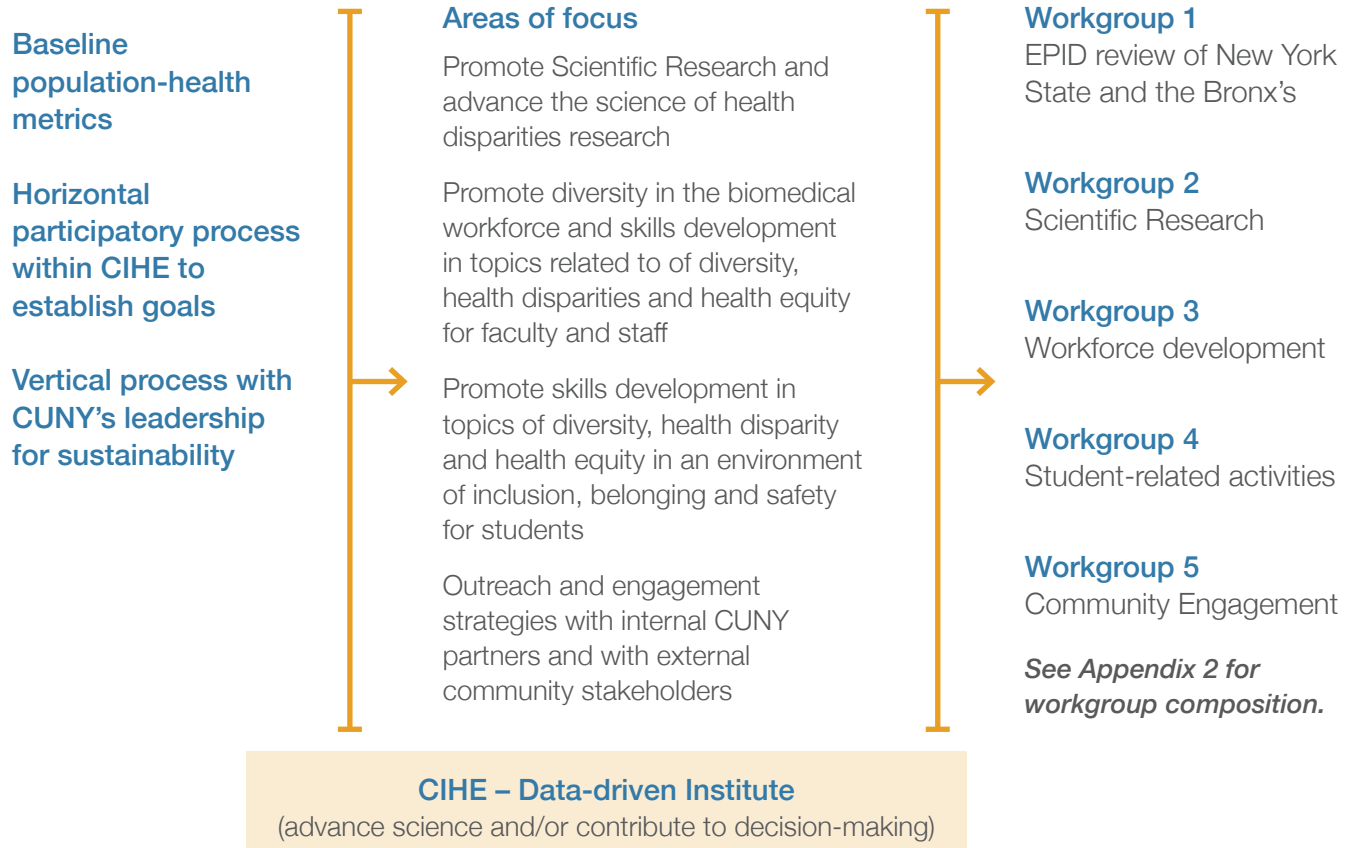 Baseline
population-health
metrics
Horizontal
participatory process
within CIHE to
establish goals
Vertical process with
CUNY’s leadership
for sustainability
Areas of focus
Promote Scientific Research and
advance the science of health
disparities research
Promote diversity in the biomedical
workforce and skills development
in topics related to of diversity,
health disparities and health equity
for faculty and staff
Promote skills development in
topics of diversity, health disparity
and health equity in an environment
of inclusion, belonging and safety
for students
Outreach and engagement
strategies with internal CUNY
partners and with external
community stakeholders
Workgroup 1
EPID review of New York
State and the Bronx’s
Workgroup 2
Scientific Research
Workgroup 3
Workforce development
Workgroup 4
Student-related activities
Workgroup 5
Community Engagement
See Appendix 2 for
workgroup composition.
CIHE – Data-driven Institute
(advance science and/or contribute to decision-making)